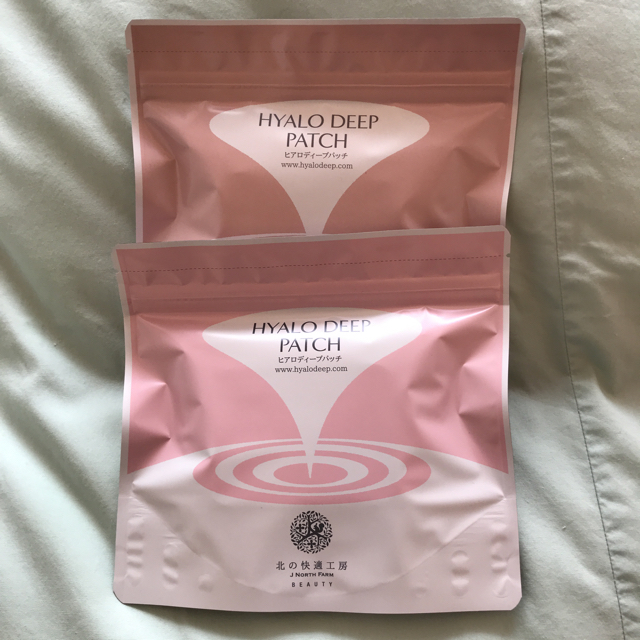 HYALO DEEP
PATCH
ヒアロディープパッチ
www.hyalodeep.com
HYALO DEEP
PATCH
ヒアロディープパッチ
www.hyalodeep.com
北の快適工房
J NORTH FARM
BEAUTY